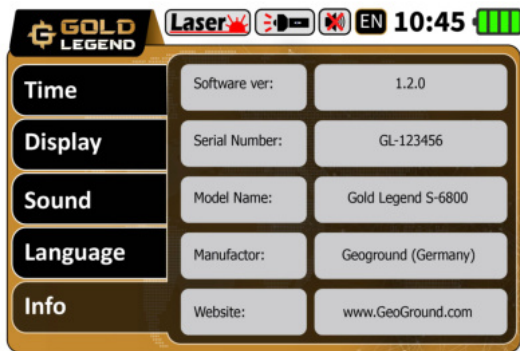 GOLD
LEGEND
Laser
EN
10:45
Time
Display
Sound
Language
Info
Software ver:
1.2.0
Serial Number:
GL-123456
Model Name:
Gold Legend S-6800
Manufactor:
Geoground (Germany)
Website:
www.GeoGround.com